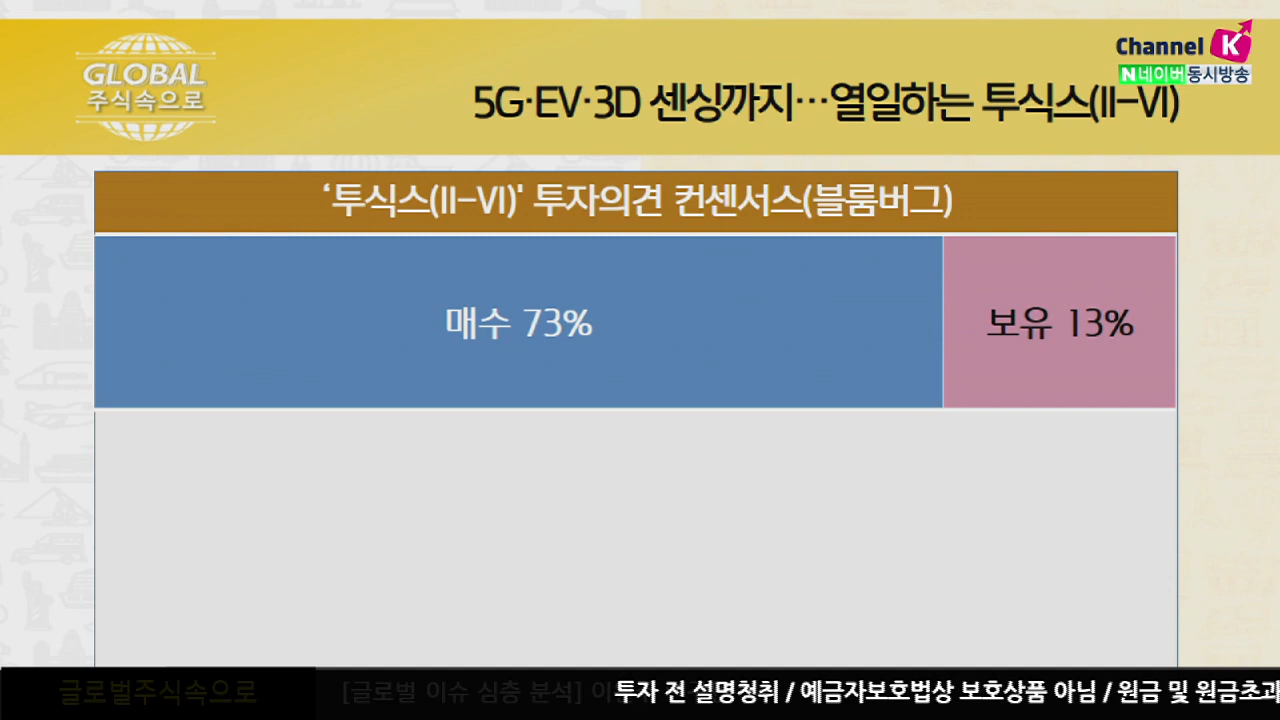 Channel K
N 네이버 동시방송
GLOBAL
주식속으로
5G·EV·3D 센싱까지…열일하는 투식스(II-VI)
‘투식스(II-VI)' 투자의견 컨센서스(블룸버그)
매수 73%
보유 13%
글로벌주식속으로
[글로벌 이슈 심층 분석]
투자 전 설명청취 / 예금자보호법상 보호상품 아님 / 원금 및 원금초과